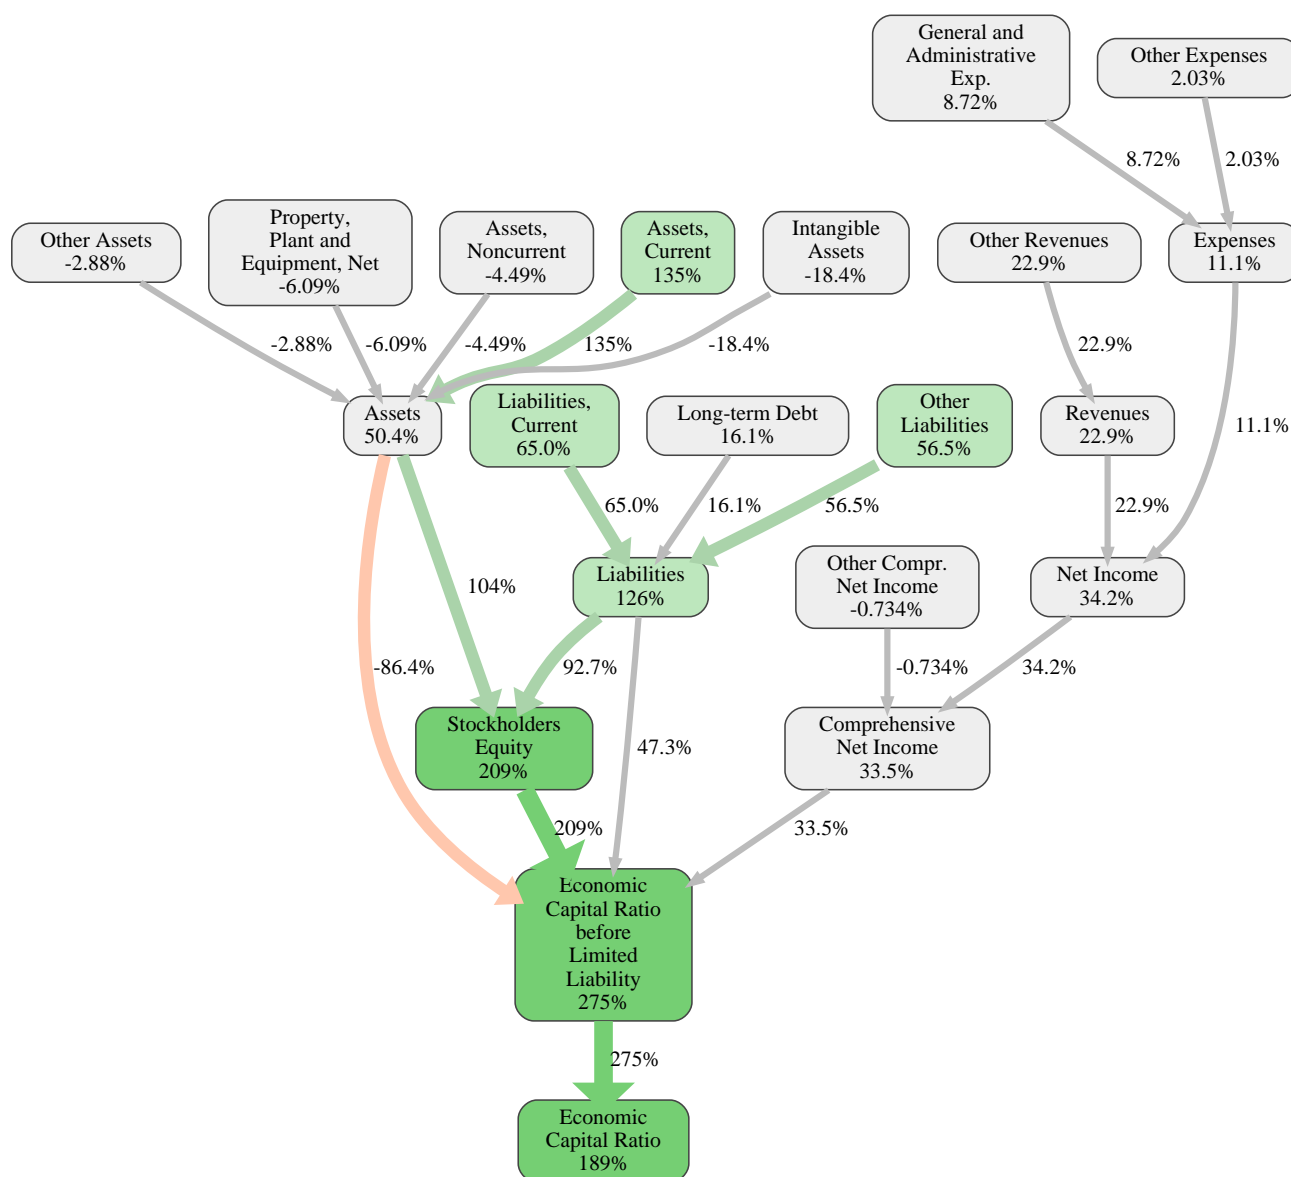 General and
Administrative
Exp.
8.72%
Other Expenses
2.03%
8.72%
2.03%
Other Assets
-2.88%
Property,
Plant and
Equipment, Net
-6.09%
Assets,
Noncurrent
-4.49%
Assets,
Current
135%
Intangible
Assets
-18.4%
Other Revenues
22.9%
Expenses
11.1%
-2.88%
-6.09%
-4.49%
135%
-18.4%
22.9%
11.1%
Assets
50.4%
Liabilities,
Current
65.0%
Long-term Debt
16.1%
Other
Liabilities
56.5%
Revenues
22.9%
65.0%
16.1%
56.5%
22.9%
Liabilities
126%
Other Compr.
Net Income
-0.734%
Net Income
34.2%
104%
-86.4%
92.7%
47.3%
-0.734%
34.2%
Stockholders
Equity
209%
Comprehensive
Net Income
33.5%
209%
33.5%
Economic
Capital Ratio
before
Limited
Liability
275%
275%
Economic
Capital Ratio
189%